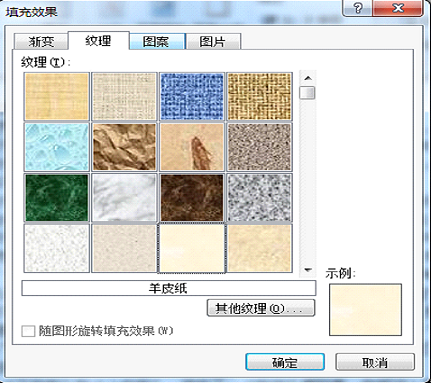 填充效果
渐变 纹理 图案 图片
纹理(T):
羊皮纸
其他纹理(O)...
示例:
随图形旋转填充效果(W)
确定 取消